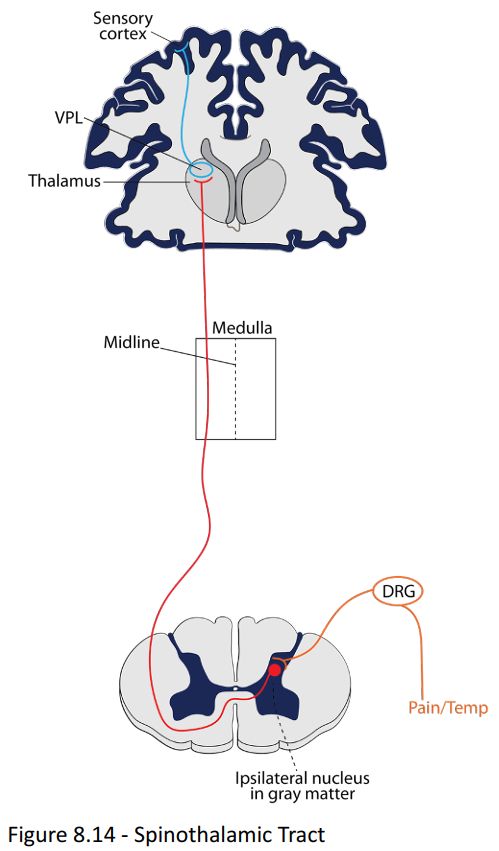 Sensory
cortex
VPL
Thalamus
Medulla
Midline
DRG
Pain/Temp
Ipsilateral nucleus
in gray matter
Figure 8.14 - Spinothalamic Tract